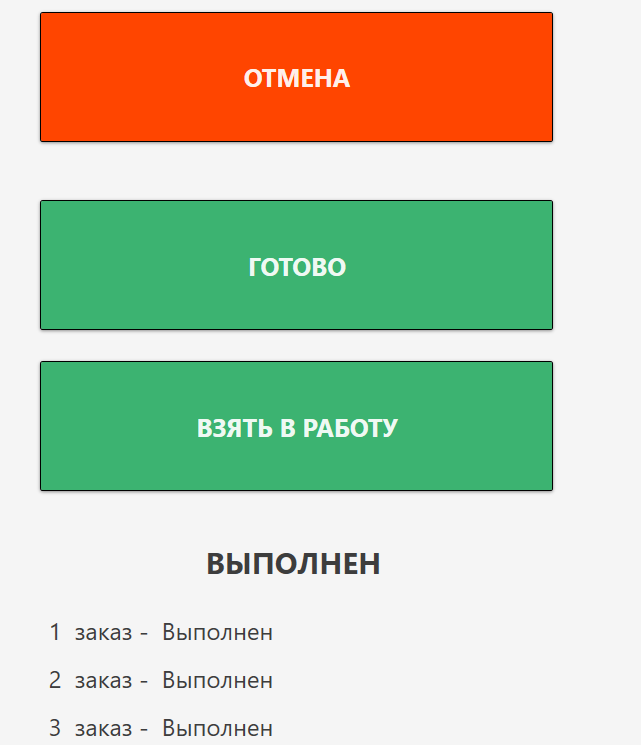 ОТМЕНА
ГОТОВО
ВЗЯТЬ В РАБОТУ
ВЫПОЛНЕН
1 заказ - Выполнен
2 заказ - Выполнен
3 заказ - Выполнен